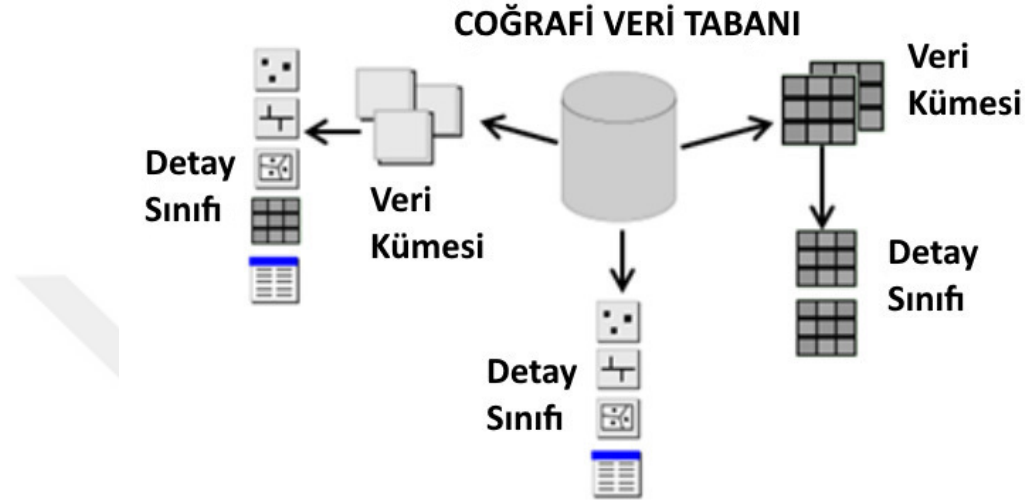 COĞRAFİ VERİ TABANI
Veri
Kümesi
Detay
Sınıfı
Veri
Kümesi
Detay
Sınıfı
Detay
Sınıfı